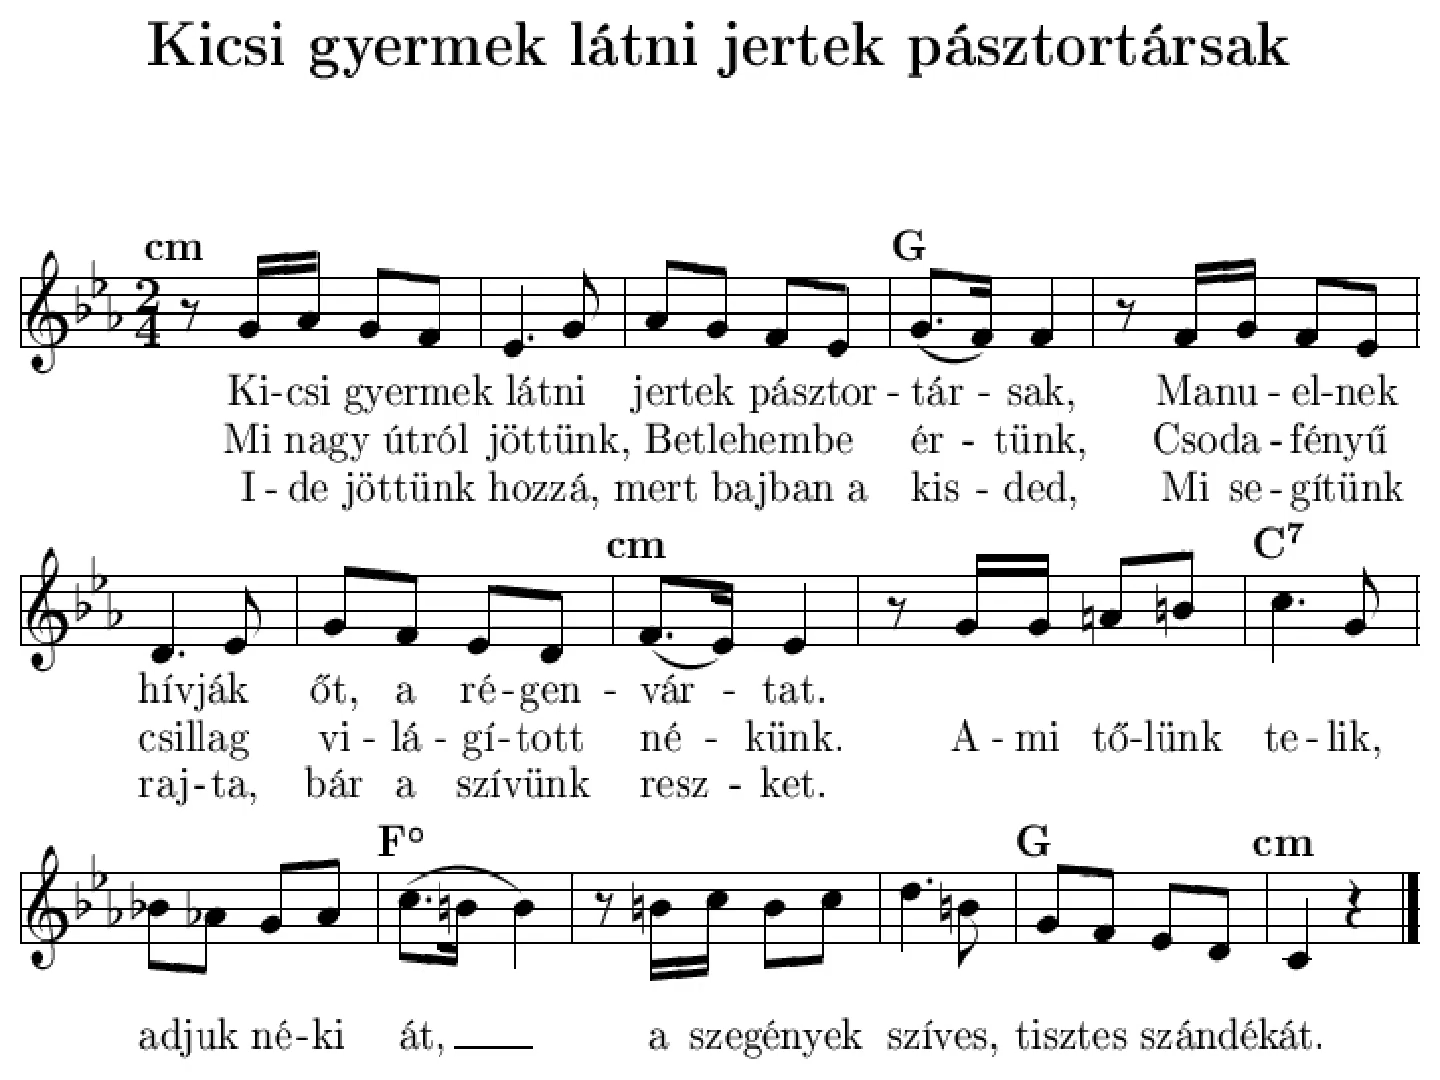 Kicsi gyermek látni jertek pásztortársak
cm G
2
4
Ki-csi gyermek látni jertek pásztor - tár - sak, Manu - el-nek
Mi nagy útról jöttünk, Betlehembe ér - tünk, Csoda - fényű
I - de jöttünk hozzá, mert bajban a kis - ded, Mi se - gítünk
cm C7
hívják őt, a ré - gen - vár - tat.
csillag vi - lá - gí - tott né - künk. A - mi tő-lünk te - lik,
raj - ta, bár a szívünk resz - ket.
F° G cm
adjuk né - ki át, ___ a szegények szíves, tisztes szándékát.